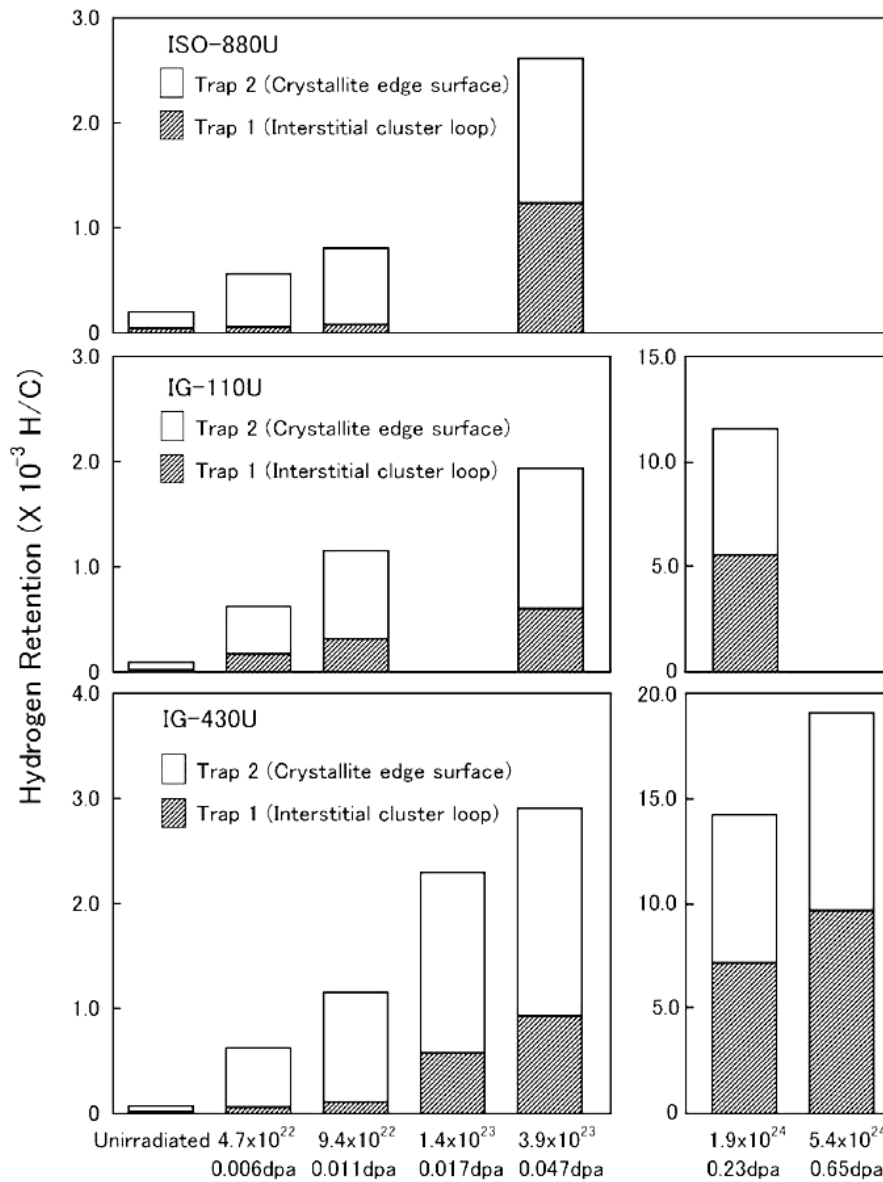 Hydrogen Retention (X 10⁻³ H/C)
3.0
2.0
1.0
0
ISO-880U
Trap 2 (Crystallite edge surface)
Trap 1 (Interstitial cluster loop)
3.0
2.0
1.0
0
IG-110U
Trap 2 (Crystallite edge surface)
Trap 1 (Interstitial cluster loop)
15.0
10.0
5.0
0
4.0
3.0
2.0
1.0
0
IG-430U
Trap 2 (Crystallite edge surface)
Trap 1 (Interstitial cluster loop)
20.0
15.0
10.0
5.0
0
Unirradiated 4.7x10²² 9.4x10²² 1.4x10²³ 3.9x10²³ 1.9x10²⁴ 5.4x10²⁴
0.006dpa 0.011dpa 0.017dpa 0.047dpa 0.23dpa 0.65dpa